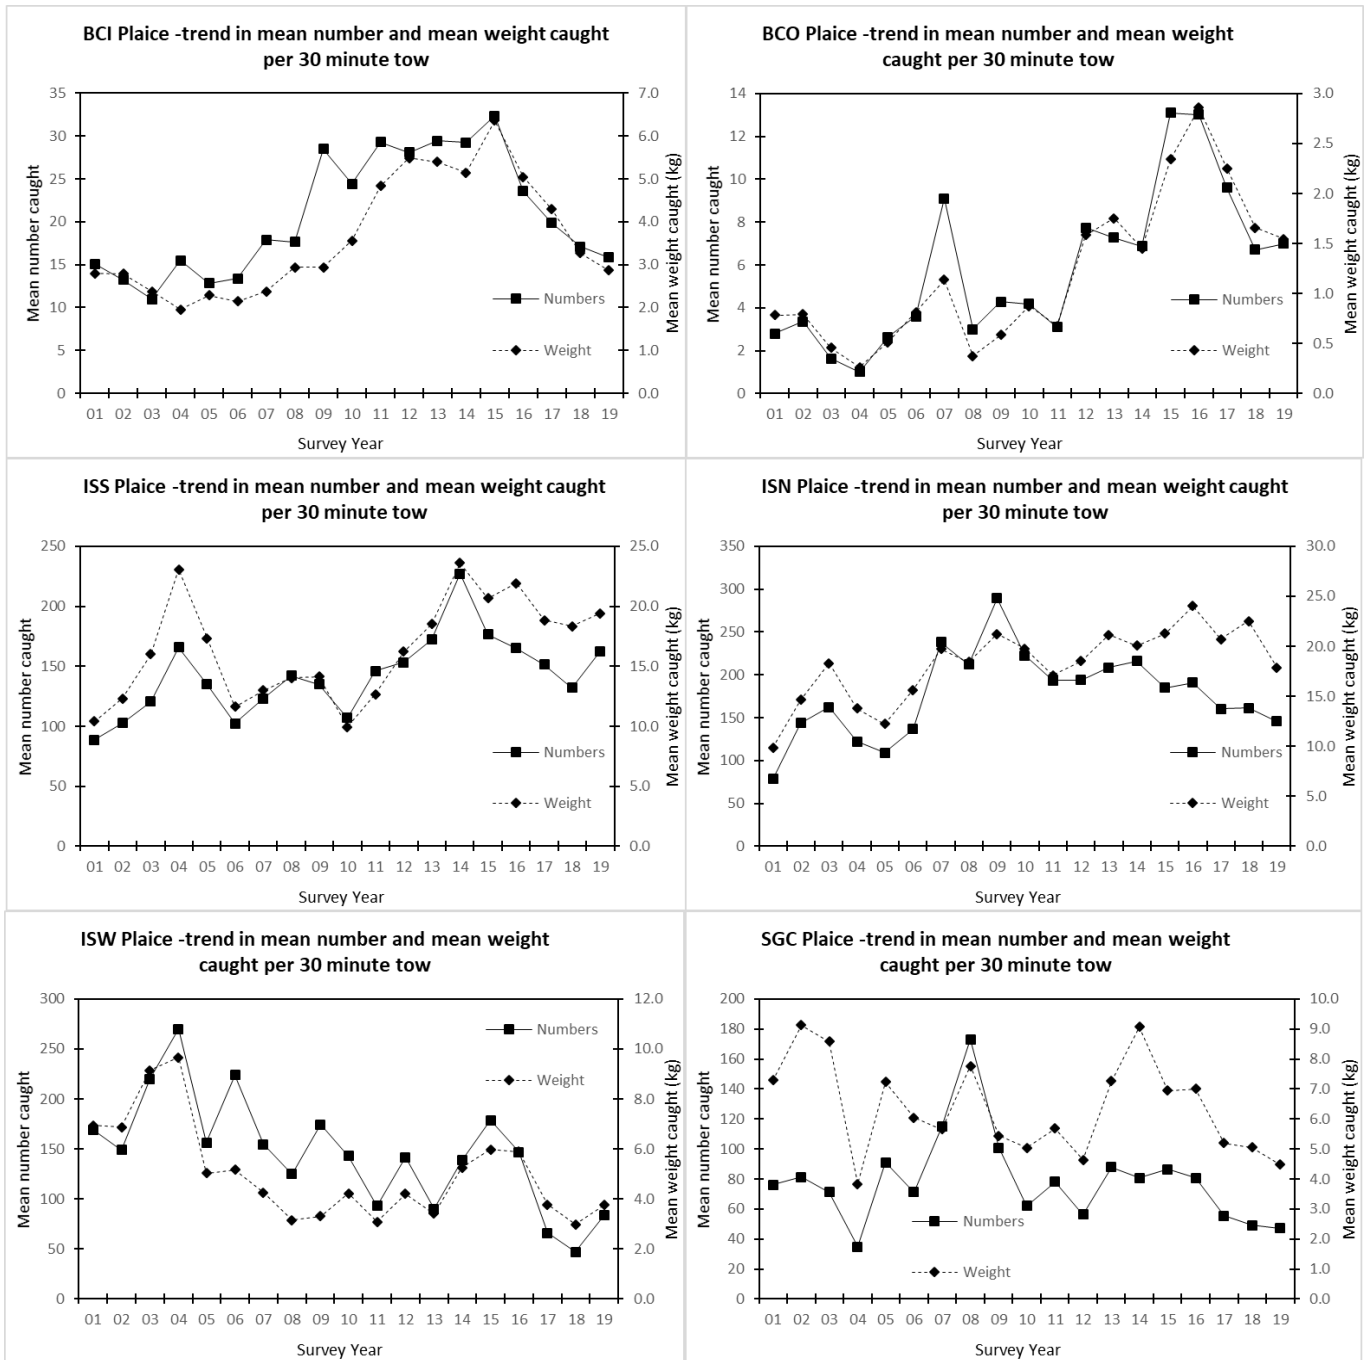 BCI Plaice -trend in mean number and mean weight caught
per 30 minute tow
Mean number caught
35
30
25
20
15
10
5
0
7.0
6.0
5.0
4.0
3.0
2.0
1.0
0.0
Mean weight caught (kg)
Numbers
Weight
01 02 03 04 05 06 07 08 09 10 11 12 13 14 15 16 17 18 19
Survey Year
BCO Plaice -trend in mean number and mean weight
caught per 30 minute tow
Mean number caught
14
12
10
8
6
4
2
0
3.0
2.5
2.0
1.5
1.0
0.5
0.0
Mean weight caught (kg)
Numbers
Weight
01 02 03 04 05 06 07 08 09 10 11 12 13 14 15 16 17 18 19
Survey Year
ISS Plaice -trend in mean number and mean weight caught
per 30 minute tow
Mean number caught
250
200
150
100
50
0
25.0
20.0
15.0
10.0
5.0
0.0
Mean weight caught (kg)
Numbers
Weight
01 02 03 04 05 06 07 08 09 10 11 12 13 14 15 16 17 18 19
Survey Year
ISN Plaice -trend in mean number and mean weight caught
per 30 minute tow
Mean number caught
350
300
250
200
150
100
50
0
30.0
25.0
20.0
15.0
10.0
5.0
0.0
Mean weight caught (kg)
Numbers
Weight
01 02 03 04 05 06 07 08 09 10 11 12 13 14 15 16 17 18 19
Survey Year
ISW Plaice -trend in mean number and mean weight
caught per 30 minute tow
Mean number caught
300
250
200
150
100
50
0
12.0
10.0
8.0
6.0
4.0
2.0
0.0
Mean weight caught (kg)
Numbers
Weight
01 02 03 04 05 06 07 08 09 10 11 12 13 14 15 16 17 18 19
Survey Year
SGC Plaice -trend in mean number and mean weight
caught per 30 minute tow
Mean number caught
200
180
160
140
120
100
80
60
40
20
0
10.0
9.0
8.0
7.0
6.0
5.0
4.0
3.0
2.0
1.0
0.0
Mean weight caught (kg)
Numbers
Weight
01 02 03 04 05 06 07 08 09 10 11 12 13 14 15 16 17 18 19
Survey Year